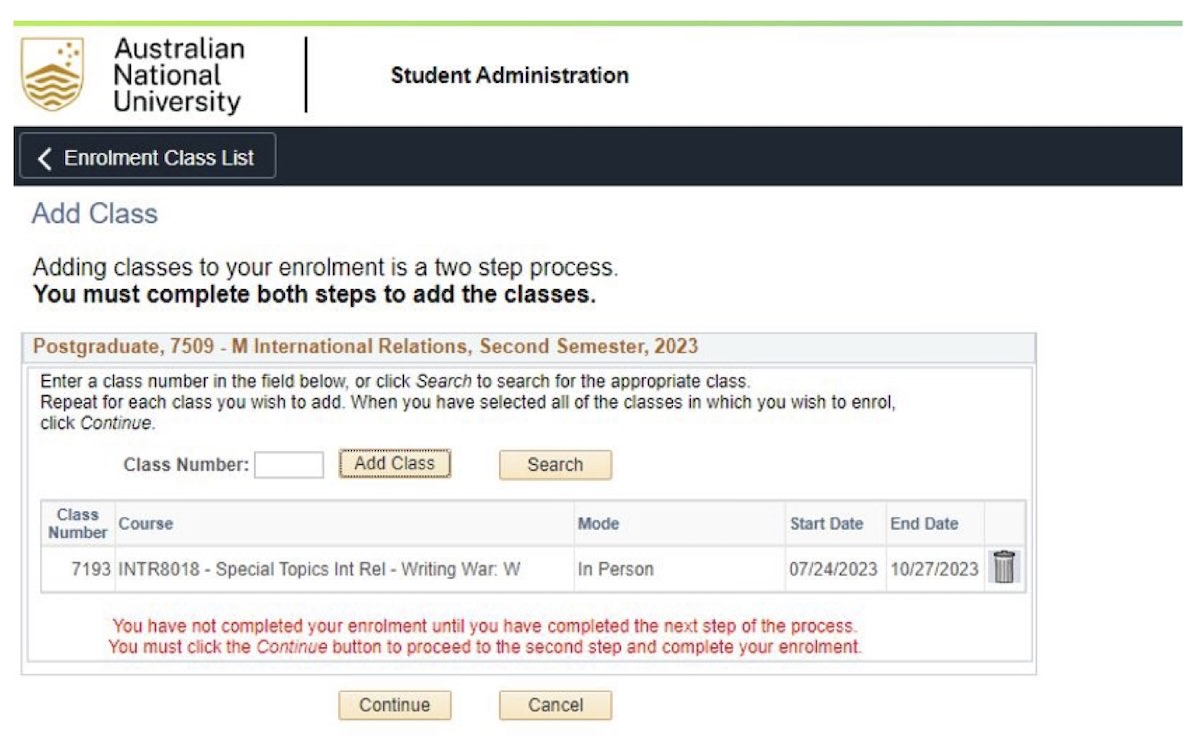 Australian
National
University
Student Administration
Enrolment Class List
Add Class
Adding classes to your enrolment is a two step process.
You must complete both steps to add the classes.
Postgraduate, 7509 - M International Relations, Second Semester, 2023
Enter a class number in the field below, or click Search to search for the appropriate class.
Repeat for each class you wish to add. When you have selected all of the classes in which you wish to enrol,
click Continue.
Class Number: Add Class Search
Class Number Course Mode Start Date End Date
7193 INTR8018 - Special Topics Int Rel - Writing War: W In Person 07/24/2023 10/27/2023
You have not completed your enrolment until you have completed the next step of the process.
You must click the Continue button to proceed to the second step and complete your enrolment.
Continue Cancel